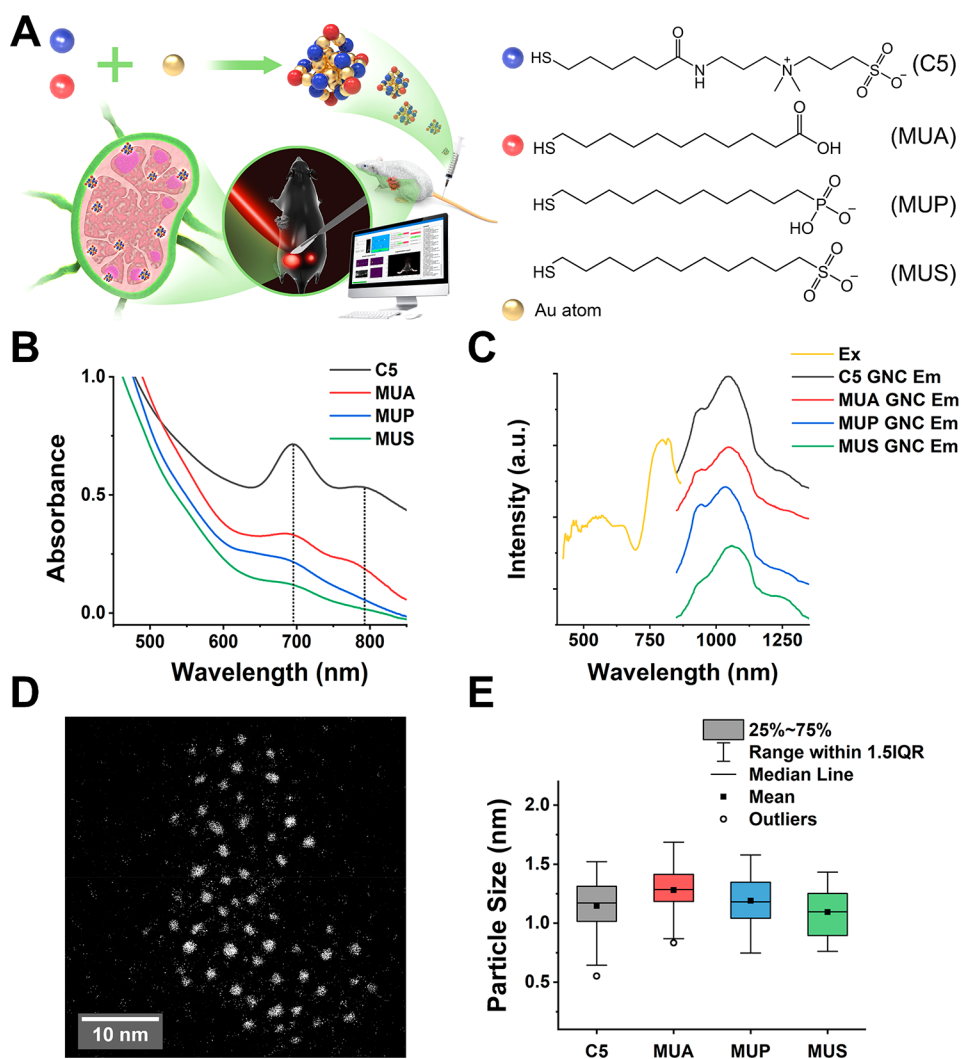 A
HS
O
N
H
N
+
S
O
O
O
-
(C5)
HS
O
OH
(MUA)
HS
P
O
O
-
HO
(MUP)
HS
S
O
O
O
-
(MUS)
Au atom
B
C5
MUA
MUP
MUS
1.0
0.5
0.0
Absorbance
500 600 700 800
Wavelength (nm)
C
Ex
C5 GNC Em
MUA GNC Em
MUP GNC Em
MUS GNC Em
Intensity (a.u.)
500 750 1000 1250
Wavelength (nm)
D
10 nm
E
25%~75%
Range within 1.5IQR
Median Line
Mean
Outliers
2.0
1.5
1.0
0.5
Particle Size (nm)
C5 MUA MUP MUS